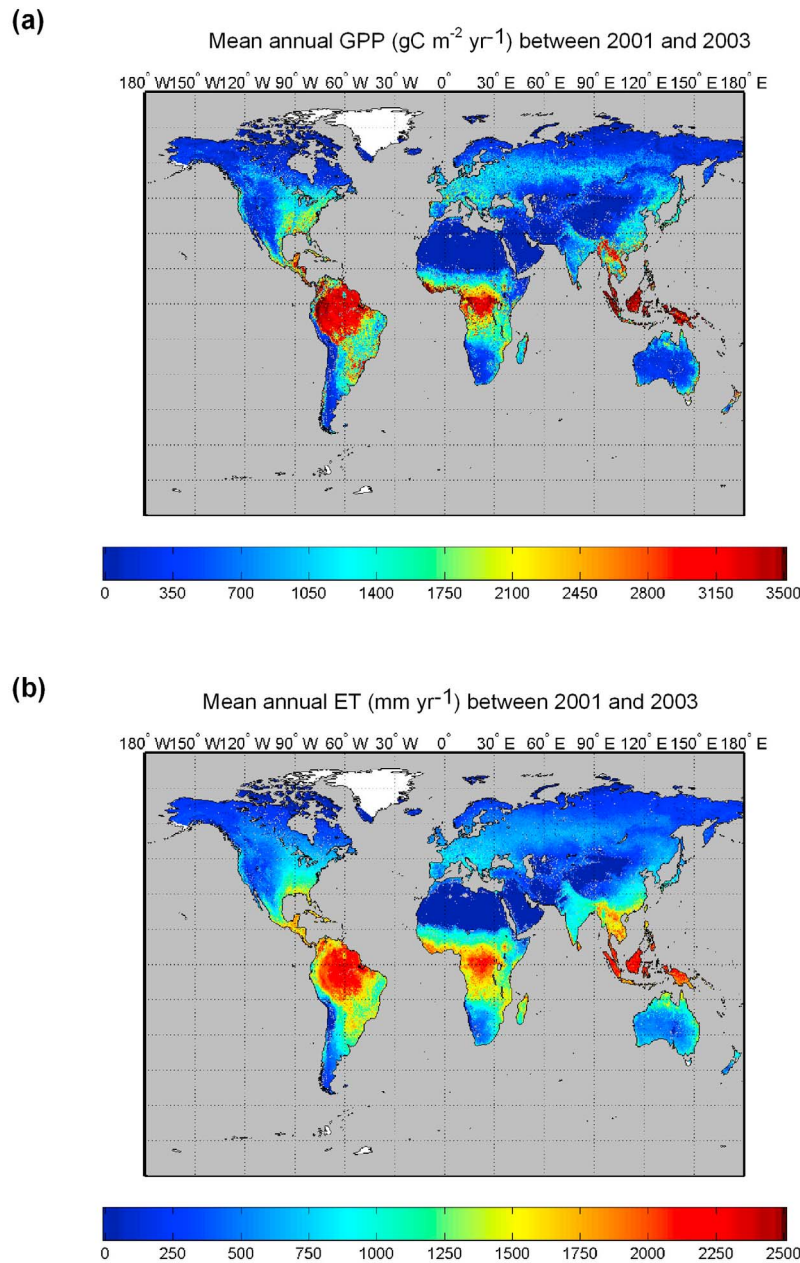 (a)
Mean annual GPP (gC m-2 yr-1) between 2001 and 2003
180° W150° W120° W 90° W 60° W 30° W 0° 30° E 60° E 90° E 120° E 150° E 180° E
0 350 700 1050 1400 1750 2100 2450 2800 3150 3500
(b)
Mean annual ET (mm yr-1) between 2001 and 2003
180° W150° W120° W 90° W 60° W 30° W 0° 30° E 60° E 90° E 120° E 150° E 180° E
0 250 500 750 1000 1250 1500 1750 2000 2250 2500